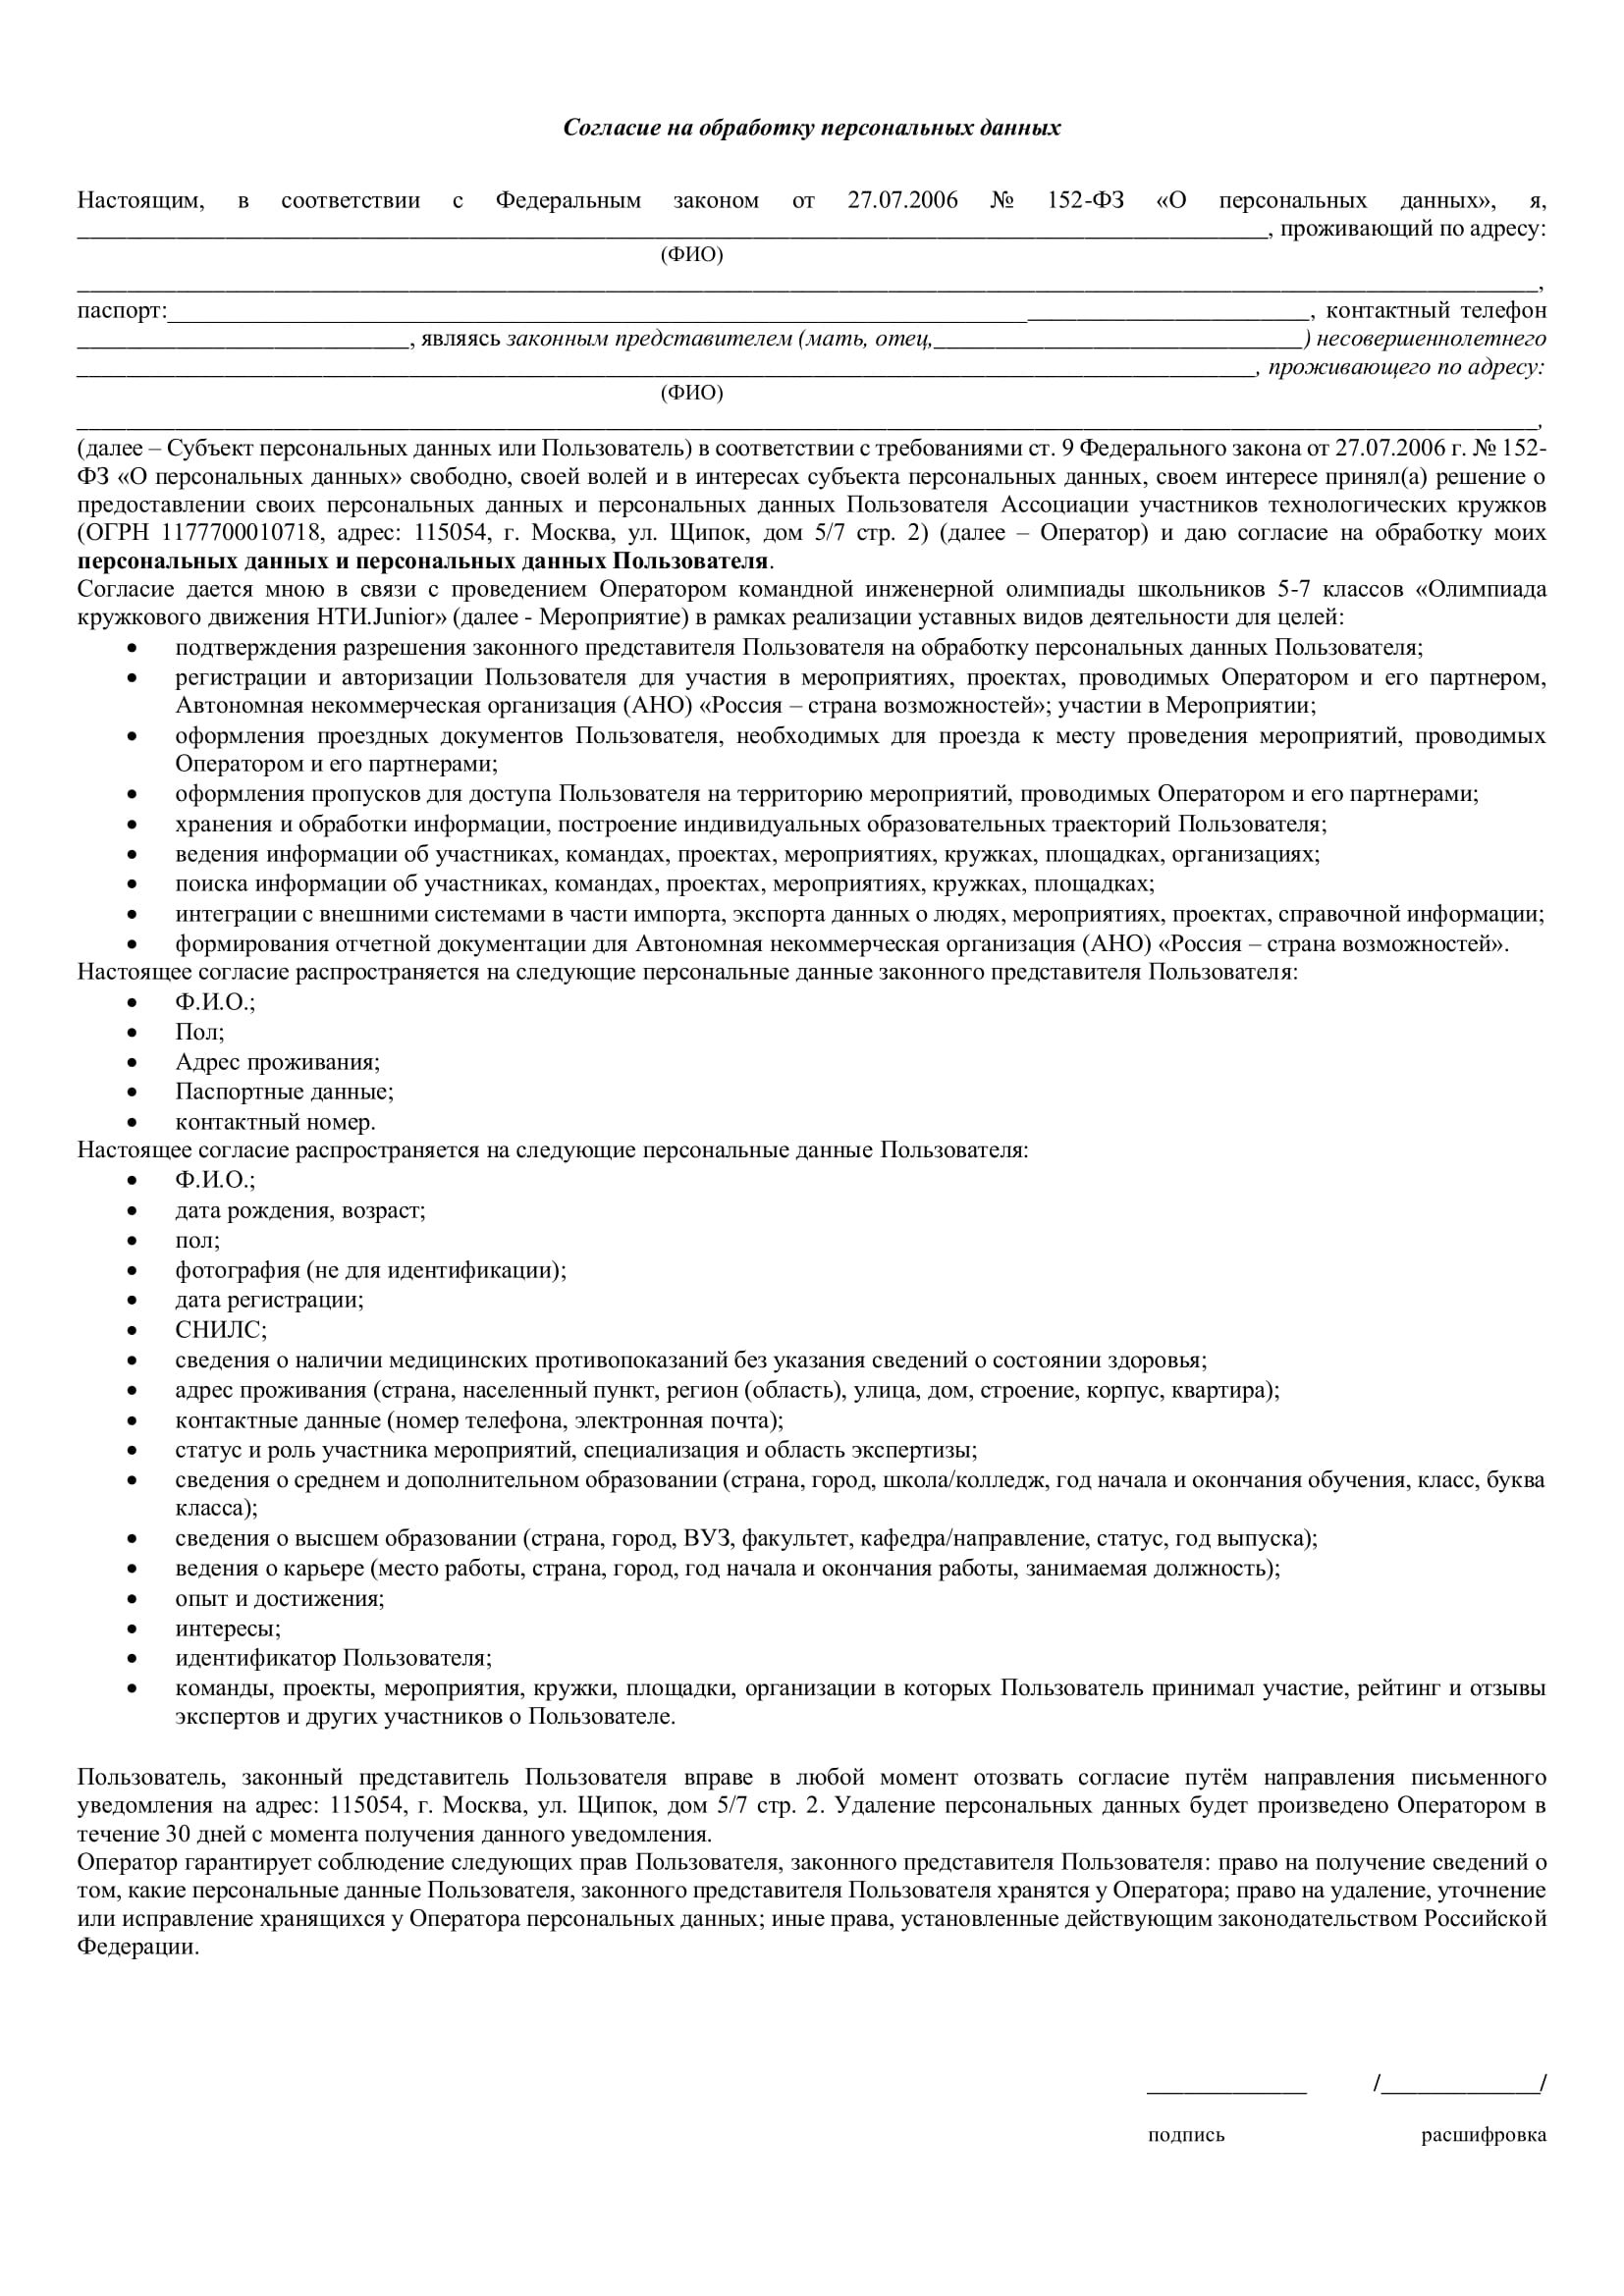 Согласие на обработку персональных данных
Настоящим, в соответствии с Федеральным законом от 27.07.2006 № 152-ФЗ «О персональных данных», я,
, проживающий по адресу:
(ФИО)
,
паспорт: , контактный телефон
, являясь законным представителем (мать, отец, ) несовершеннолетнего
, проживающего по адресу:
(ФИО)
,
(далее – Субъект персональных данных или Пользователь) в соответствии с требованиями ст. 9 Федерального закона от 27.07.2006 г. № 152-
ФЗ «О персональных данных» свободно, своей волей и в интересах субъекта персональных данных, своем интересе принял(а) решение о
предоставлении своих персональных данных и персональных данных Пользователя Ассоциации участников технологических кружков
(ОГРН 1177700010718, адрес: 115054, г. Москва, ул. Щипок, дом 5/7 стр. 2) (далее – Оператор) и даю согласие на обработку моих
персональных данных и персональных данных Пользователя.
Согласие дается мною в связи с проведением Оператором командной инженерной олимпиады школьников 5-7 классов «Олимпиада
кружкового движения НТИ.Junior» (далее - Мероприятие) в рамках реализации уставных видов деятельности для целей:
• подтверждения разрешения законного представителя Пользователя на обработку персональных данных Пользователя;
• регистрации и авторизации Пользователя для участия в мероприятиях, проектах, проводимых Оператором и его партнером,
Автономная некоммерческая организация (АНО) «Россия – страна возможностей»; участии в Мероприятии;
• оформления проездных документов Пользователя, необходимых для проезда к месту проведения мероприятий, проводимых
Оператором и его партнерами;
• оформления пропусков для доступа Пользователя на территорию мероприятий, проводимых Оператором и его партнерами;
• хранения и обработки информации, построение индивидуальных образовательных траекторий Пользователя;
• ведения информации об участниках, командах, проектах, мероприятиях, кружках, площадках, организациях;
• поиска информации об участниках, командах, проектах, мероприятиях, кружках, площадках;
• интеграции с внешними системами в части импорта, экспорта данных о людях, мероприятиях, проектах, справочной информации;
• формирования отчетной документации для Автономная некоммерческая организация (АНО) «Россия – страна возможностей».
Настоящее согласие распространяется на следующие персональные данные законного представителя Пользователя:
• Ф.И.О.;
• Пол;
• Адрес проживания;
• Паспортные данные;
• контактный номер.
Настоящее согласие распространяется на следующие персональные данные Пользователя:
• Ф.И.О.;
• дата рождения, возраст;
• пол;
• фотография (не для идентификации);
• дата регистрации;
• СНИЛС;
• сведения о наличии медицинских противопоказаний без указания сведений о состоянии здоровья;
• адрес проживания (страна, населенный пункт, регион (область), улица, дом, строение, корпус, квартира);
• контактные данные (номер телефона, электронная почта);
• статус и роль участника мероприятий, специализация и область экспертизы;
• сведения о среднем и дополнительном образовании (страна, город, школа/колледж, год начала и окончания обучения, класс, буква
класса);
• сведения о высшем образовании (страна, город, ВУЗ, факультет, кафедра/направление, статус, год выпуска);
• ведения о карьере (место работы, страна, город, год начала и окончания работы, занимаемая должность);
• опыт и достижения;
• интересы;
• идентификатор Пользователя;
• команды, проекты, мероприятия, кружки, площадки, организации в которых Пользователь принимал участие, рейтинг и отзывы
экспертов и других участников о Пользователе.
Пользователь, законный представитель Пользователя вправе в любой момент отозвать согласие путём направления письменного
уведомления на адрес: 115054, г. Москва, ул. Щипок, дом 5/7 стр. 2. Удаление персональных данных будет произведено Оператором в
течение 30 дней с момента получения данного уведомления.
Оператор гарантирует соблюдение следующих прав Пользователя, законного представителя Пользователя: право на получение сведений о
том, какие персональные данные Пользователя, законного представителя Пользователя хранятся у Оператора; право на удаление, уточнение
или исправление хранящихся у Оператора персональных данных; иные права, установленные действующим законодательством Российской
Федерации.
_____________ /_____________/
подпись расшифровка